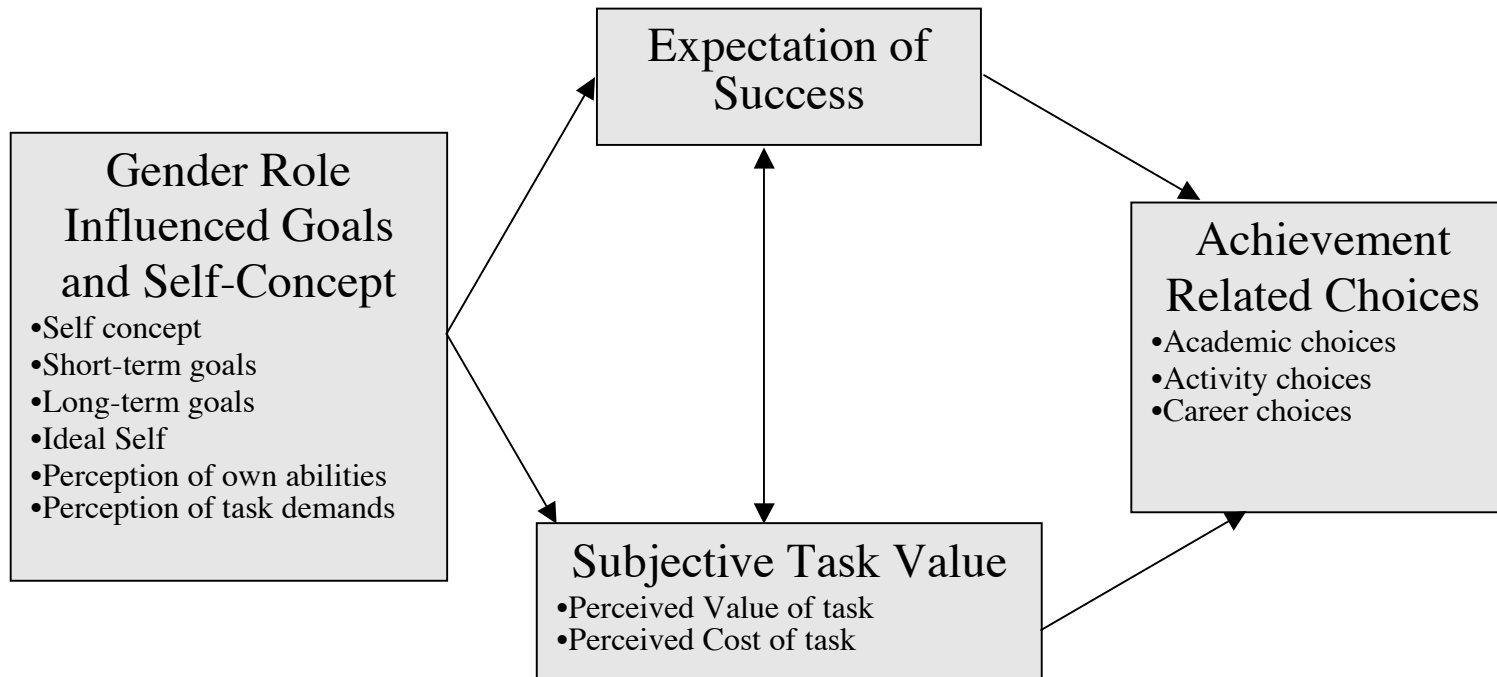 Expectation of
Success
Gender Role
Influenced Goals
and Self-Concept
•Self concept
•Short-term goals
•Long-term goals
•Ideal Self
•Perception of own abilities
•Perception of task demands
Achievement
Related Choices
•Academic choices
•Activity choices
•Career choices
Subjective Task Value
•Perceived Value of task
•Perceived Cost of task